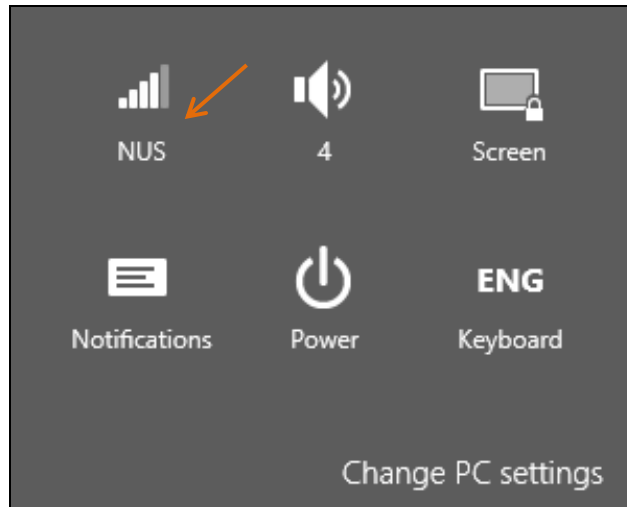 NUS
4
Screen
Notifications
Power
ENG
Keyboard
Change PC settings